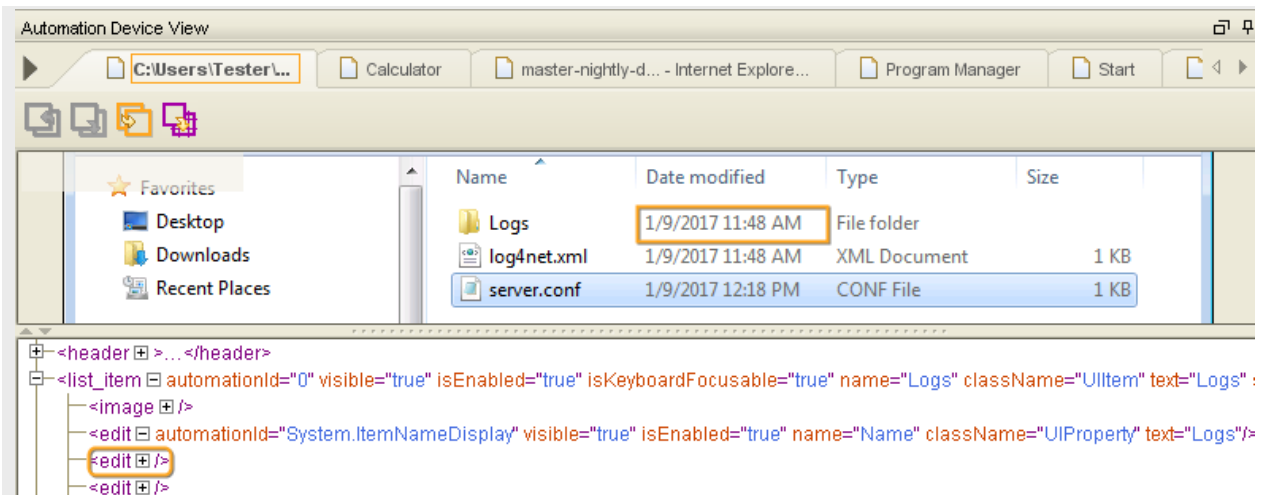 Automation Device View
C:\Users\Tester\... Calculator master-nightly-d... - Internet Explore... Program Manager Start
Favorites Name Date modified Type Size
Desktop Logs 1/9/2017 11:48 AM File folder
Downloads log4net.xml 1/9/2017 11:48 AM XML Document 1 KB
Recent Places server.conf 1/9/2017 12:18 PM CONF File 1 KB
<header >...</header>
<list_item automationId="0" visible="true" isEnabled="true" isKeyboardFocusable="true" name="Logs" className="UIItem" text="Logs"
<image />
<edit automationId="System.ItemNameDisplay" visible="true" isEnabled="true" name="Name" className="UIProperty" text="Logs"/>
<edit />
<edit />